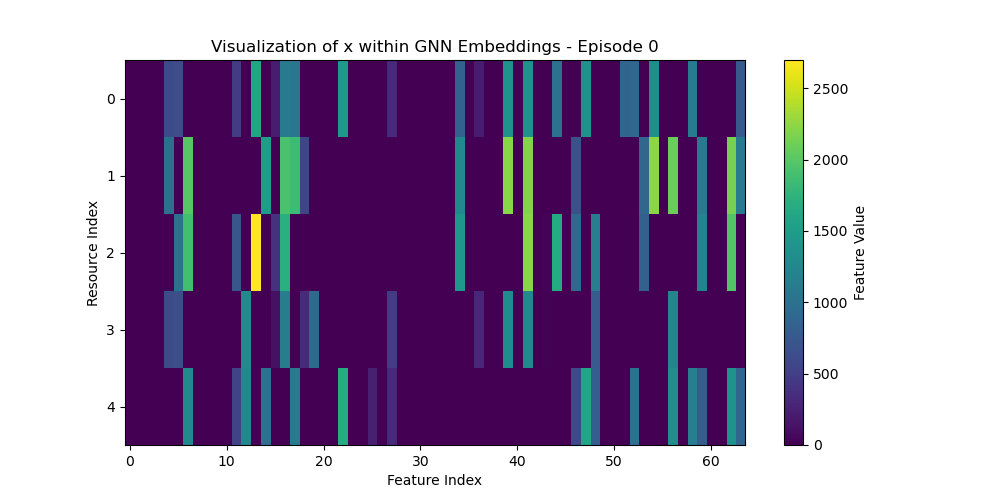 Visualization of x within GNN Embeddings - Episode 0
Resource Index
0
1
2
3
4
0 10 20 30 40 50 60
Feature Index
2500
2000
1500
1000
500
0
Feature Value